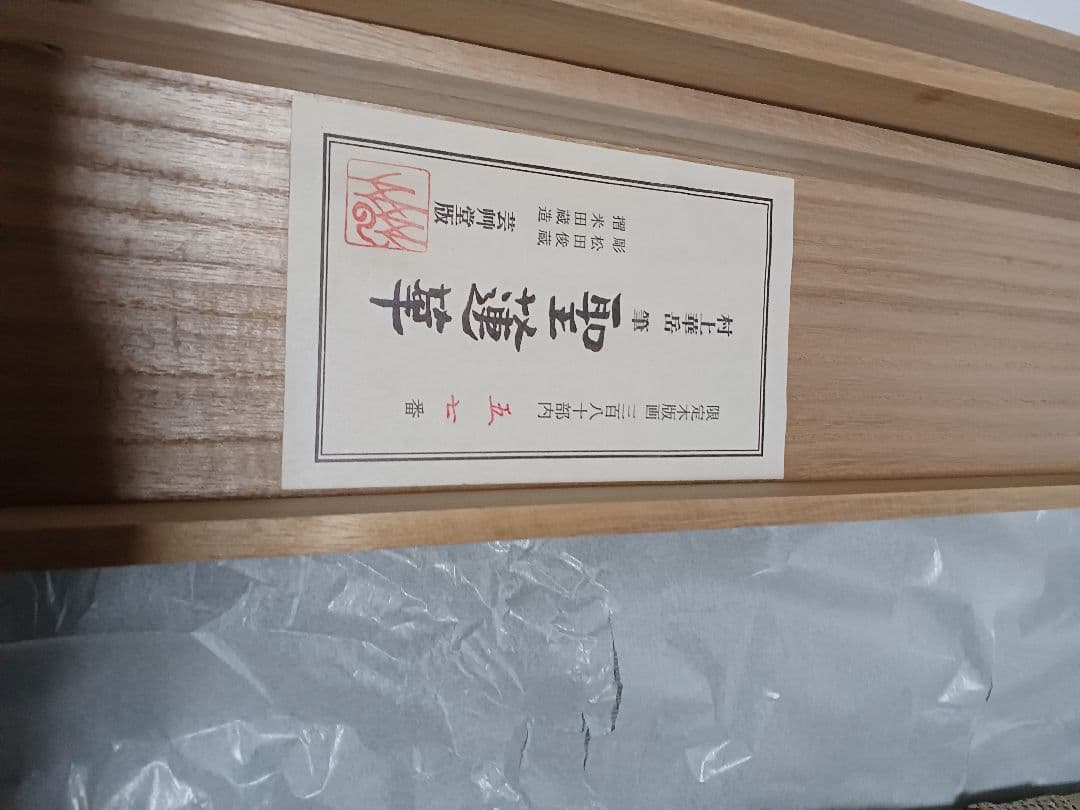 限定木版画 三百八十部内 五七番
村上華岳筆
聖蓮華
彫 松田俊蔵
摺 米田蔵造
芸艸堂版